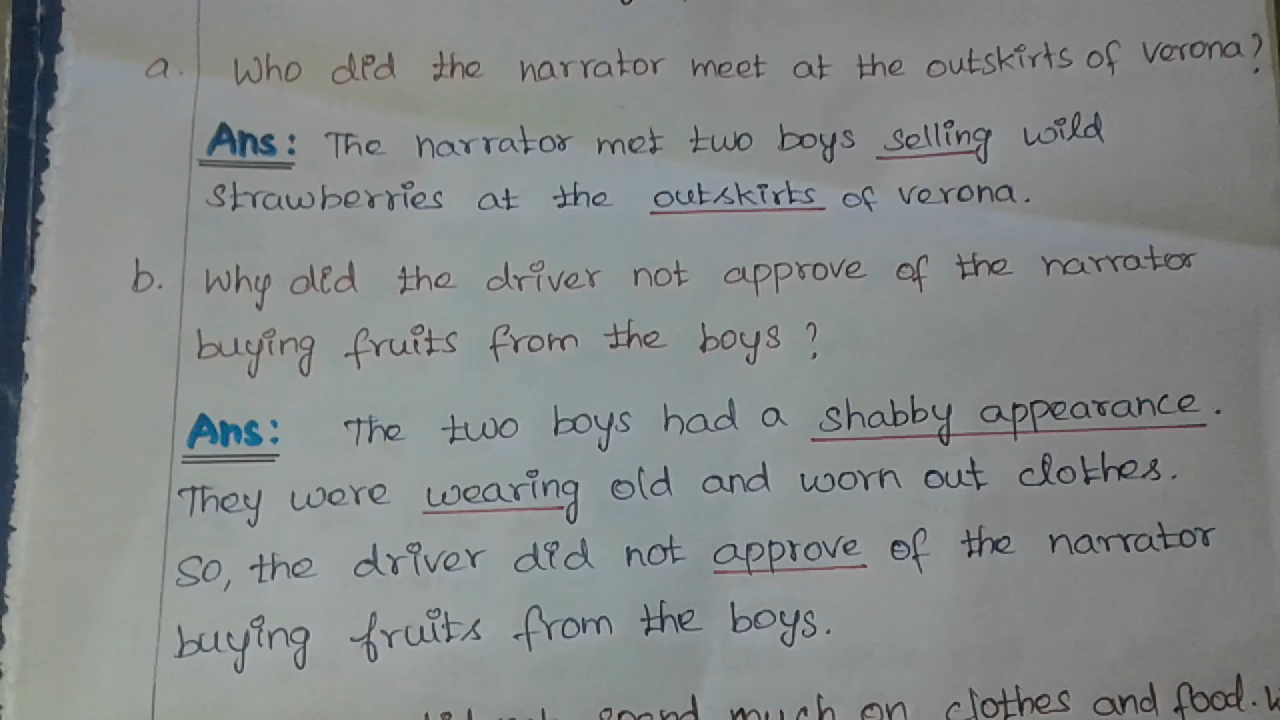 a. Who did the narrator meet at the outskirts of verona?
Ans: The narrator met two boys selling wild
strawberries at the outskirts of verona.
b. Why did the driver not approve of the narrator
buying fruits from the boys?
Ans: The two boys had a shabby appearance.
They were wearing old and worn out clothes.
So, the driver did not approve of the narrator
buying fruits from the boys.
much on clothes and food.